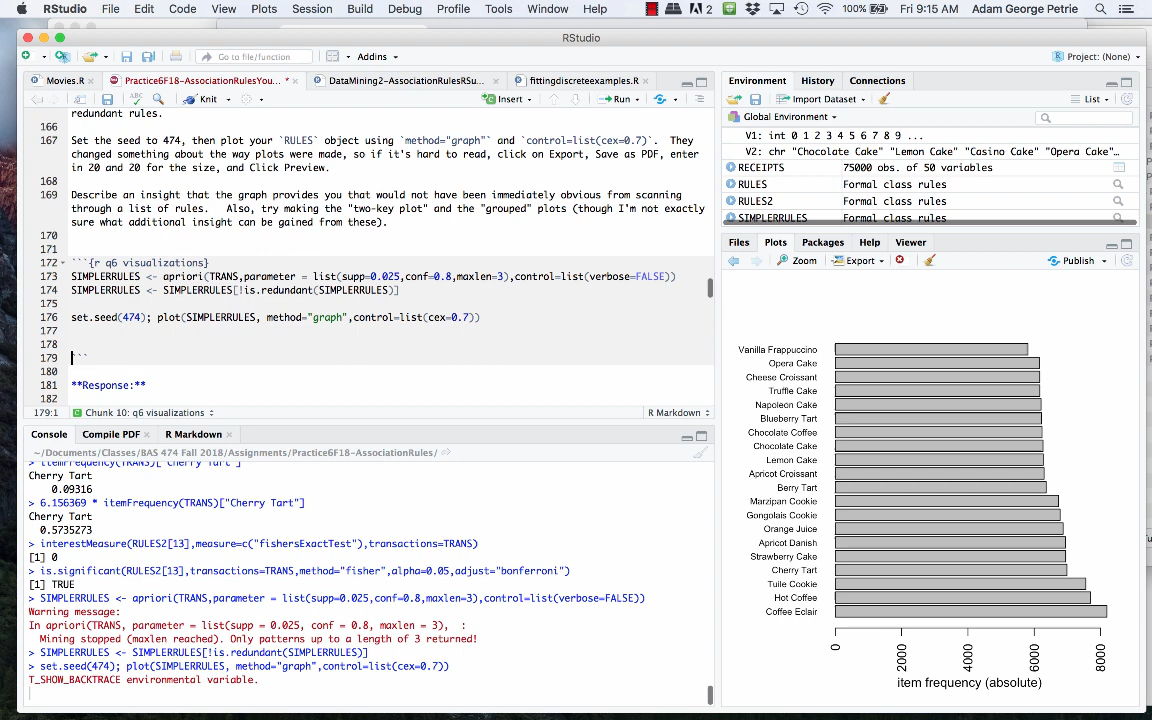 RStudio File Edit Code View Plots Session Build Debug Profile Tools Window Help 2 100% Fri 9:15 AM Adam George Petrie
RStudio
Go to file/function Addins Project: (None)
Movies.R Practice6F18-AssociationRulesYou... * DataMining2-AssociationRulesRSu... fittingdiscreteexamples.R
Knit Insert Run
redundant rules.
166
167 Set the seed to 474, then plot your `RULES` object using `method="graph"` and `control=list(cex=0.7)`. They
changed something about the way plots were made, so if it's hard to read, click on Export, Save as PDF, enter
in 20 and 20 for the size, and Click Preview.
168
169 Describe an insight that the graph provides you that would not have been immediately obvious from scanning
through a list of rules. Also, try making the "two-key plot" and the "grouped" plots (though I'm not exactly
sure what additional insight can be gained from these).
170
171
172 ```{r q6 visualizations}
173 SIMPLERRULES <- apriori(TRANS,parameter = list(supp=0.025,conf=0.8,maxlen=3),control=list(verbose=FALSE))
174 SIMPLERRULES <- SIMPLERRULES[!is.redundant(SIMPLERRULES)]
175
176 set.seed(474); plot(SIMPLERRULES, method="graph",control=list(cex=0.7))
177
178
179 ```
180
181 **Response:**
182
179:1 Chunk 10: q6 visualizations R Markdown
Console Compile PDF R Markdown
~/Documents/Classes/BAS 474 Fall 2018/Assignments/Practice6F18-AssociationRules/
> itemFrequency(TRANS)["Cherry Tart"]
Cherry Tart
0.09316
> 6.156369 * itemFrequency(TRANS)["Cherry Tart"]
Cherry Tart
0.5735273
> interestMeasure(RULES2[13],measure=c("fishersExactTest"),transactions=TRANS)
[1] 0
> is.significant(RULES2[13],transactions=TRANS,method="fisher",alpha=0.05,adjust="bonferroni")
[1] TRUE
> SIMPLERRULES <- apriori(TRANS,parameter = list(supp=0.025,conf=0.8,maxlen=3),control=list(verbose=FALSE))
Warning message:
In apriori(TRANS, parameter = list(supp = 0.025, conf = 0.8, maxlen = 3), :
Mining stopped (maxlen reached). Only patterns up to a length of 3 returned!
> SIMPLERRULES <- SIMPLERRULES[!is.redundant(SIMPLERRULES)]
> set.seed(474); plot(SIMPLERRULES, method="graph",control=list(cex=0.7))
T_SHOW_BACKTRACE environmental variable.
Environment History Connections
Import Dataset List
Global Environment
V1: int 0 1 2 3 4 5 6 7 8 9 ...
V2: chr "Chocolate Cake" "Lemon Cake" "Casino Cake" "Opera Cake"...
RECEIPTS 75000 obs. of 50 variables
RULES Formal class rules
RULES2 Formal class rules
SIMPLERRULES Formal class rules
Files Plots Packages Help Viewer
Zoom Export Publish
Vanilla Frappuccino
Opera Cake
Cheese Croissant
Truffle Cake
Napoleon Cake
Blueberry Tart
Chocolate Coffee
Chocolate Cake
Lemon Cake
Apricot Croissant
Berry Tart
Marzipan Cookie
Gongolais Cookie
Orange Juice
Apricot Danish
Strawberry Cake
Cherry Tart
Tuile Cookie
Hot Coffee
Coffee Eclair
0 2000 4000 6000 8000
item frequency (absolute)